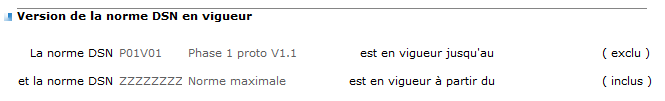 Version de la norme DSN en vigueur
La norme DSN P01V01 Phase 1 proto V1.1 est en vigueur jusqu'au ( exclu )
et la norme DSN ZZZZZZZZ Norme maximale est en vigueur à partir du ( inclus )